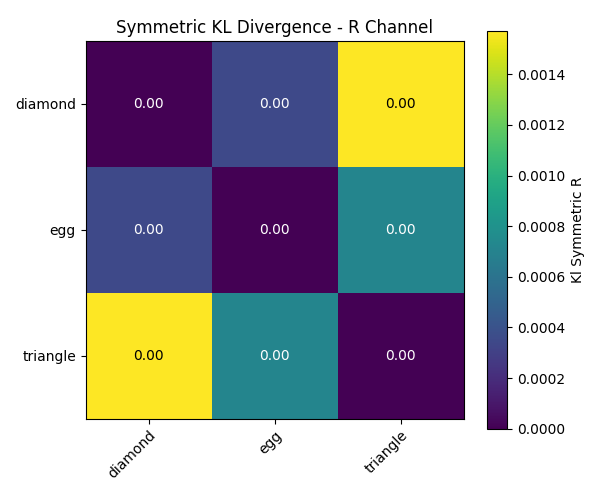 Symmetric KL Divergence - R Channel
diamond 0.00 0.00 0.00
egg 0.00 0.00 0.00
triangle 0.00 0.00 0.00
diamond egg triangle
0.0014
0.0012
0.0010
0.0008
0.0006
0.0004
0.0002
0.0000
Kl Symmetric R